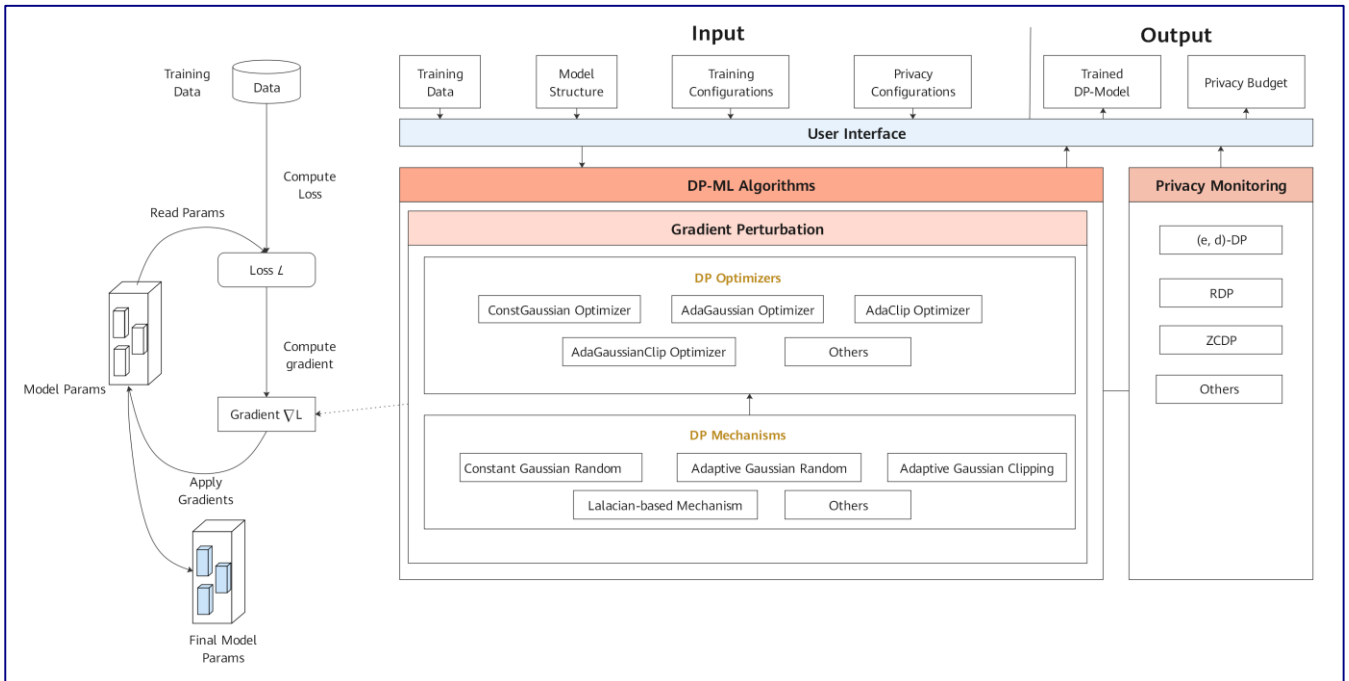 Input
Output
Training
Data
Data
Training
Data
Model
Structure
Training
Configurations
Privacy
Configurations
Trained
DP-Model
Privacy Budget
User Interface
Compute
Loss
Read Params
Loss L
Compute
gradient
Model Params
Gradient ∇L
Apply
Gradients
Final Model
Params
DP-ML Algorithms
Gradient Perturbation
DP Optimizers
ConstGaussian Optimizer
AdaGaussian Optimizer
AdaClip Optimizer
AdaGaussianClip Optimizer
Others
DP Mechanisms
Constant Gaussian Random
Adaptive Gaussian Random
Adaptive Gaussian Clipping
Lalacian-based Mechanism
Others
Privacy Monitoring
(e, d)-DP
RDP
ZCDP
Others